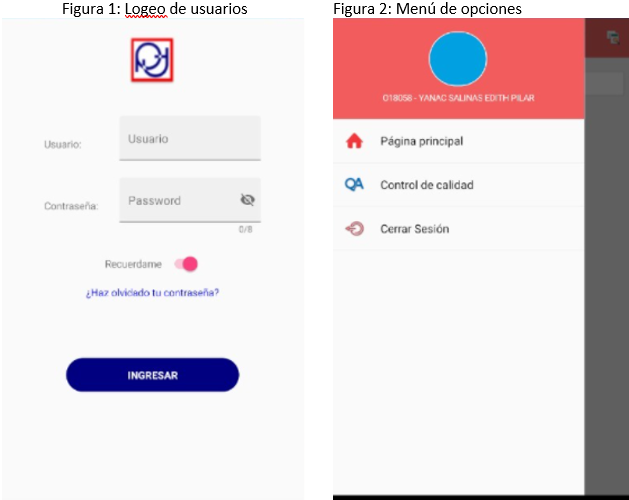 Figura 1: Logeo de usuarios
Usuario:
Usuario
Contraseña:
Password
0/8
Recuerdame
¿Haz olvidado tu contraseña?
INGRESAR
Figura 2: Menú de opciones
018058 - YANAC SALINAS EDITH PILAR
Página principal
QA Control de calidad
Cerrar Sesión